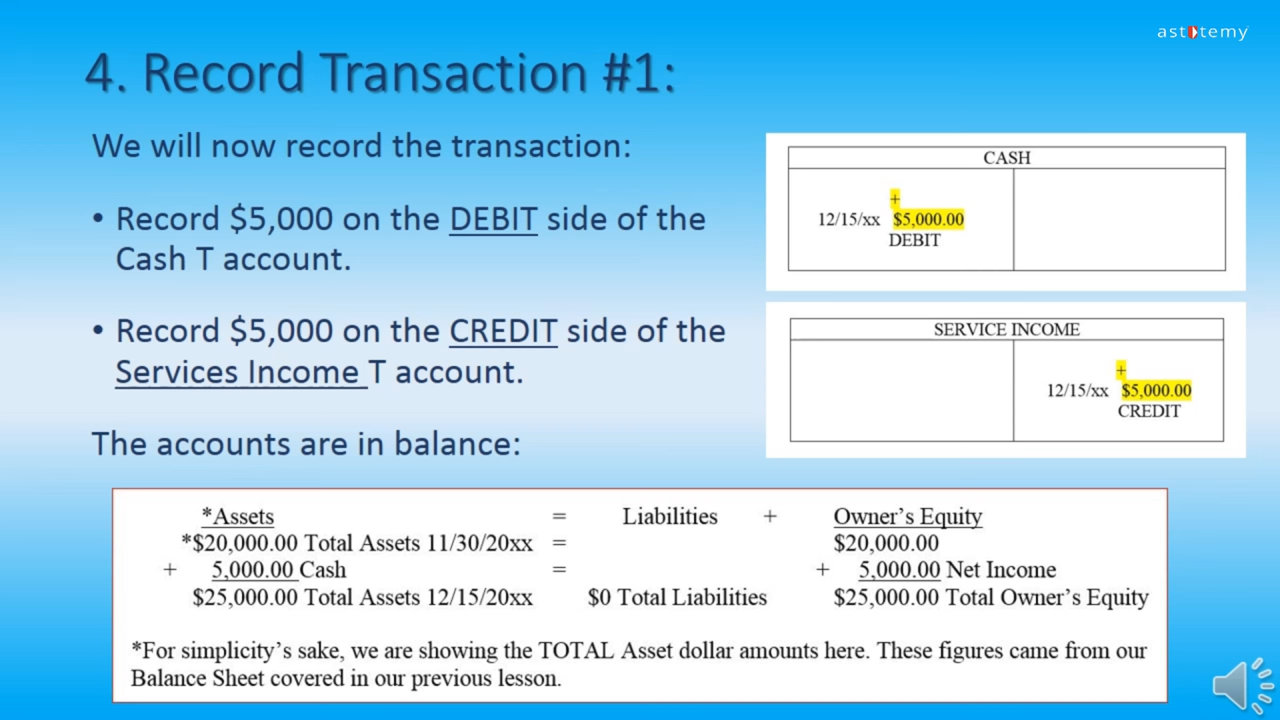 astutemy
4. Record Transaction #1:
We will now record the transaction:
• Record $5,000 on the DEBIT side of the
Cash T account.
• Record $5,000 on the CREDIT side of the
Services Income T account.
The accounts are in balance:
CASH
+
12/15/xx $5,000.00
DEBIT
SERVICE INCOME
+
12/15/xx $5,000.00
CREDIT
*Assets = Liabilities + Owner's Equity
*$20,000.00 Total Assets 11/30/20xx = $20,000.00
+ 5,000.00 Cash = + 5,000.00 Net Income
$25,000.00 Total Assets 12/15/20xx $0 Total Liabilities $25,000.00 Total Owner's Equity
*For simplicity's sake, we are showing the TOTAL Asset dollar amounts here. These figures came from our
Balance Sheet covered in our previous lesson.